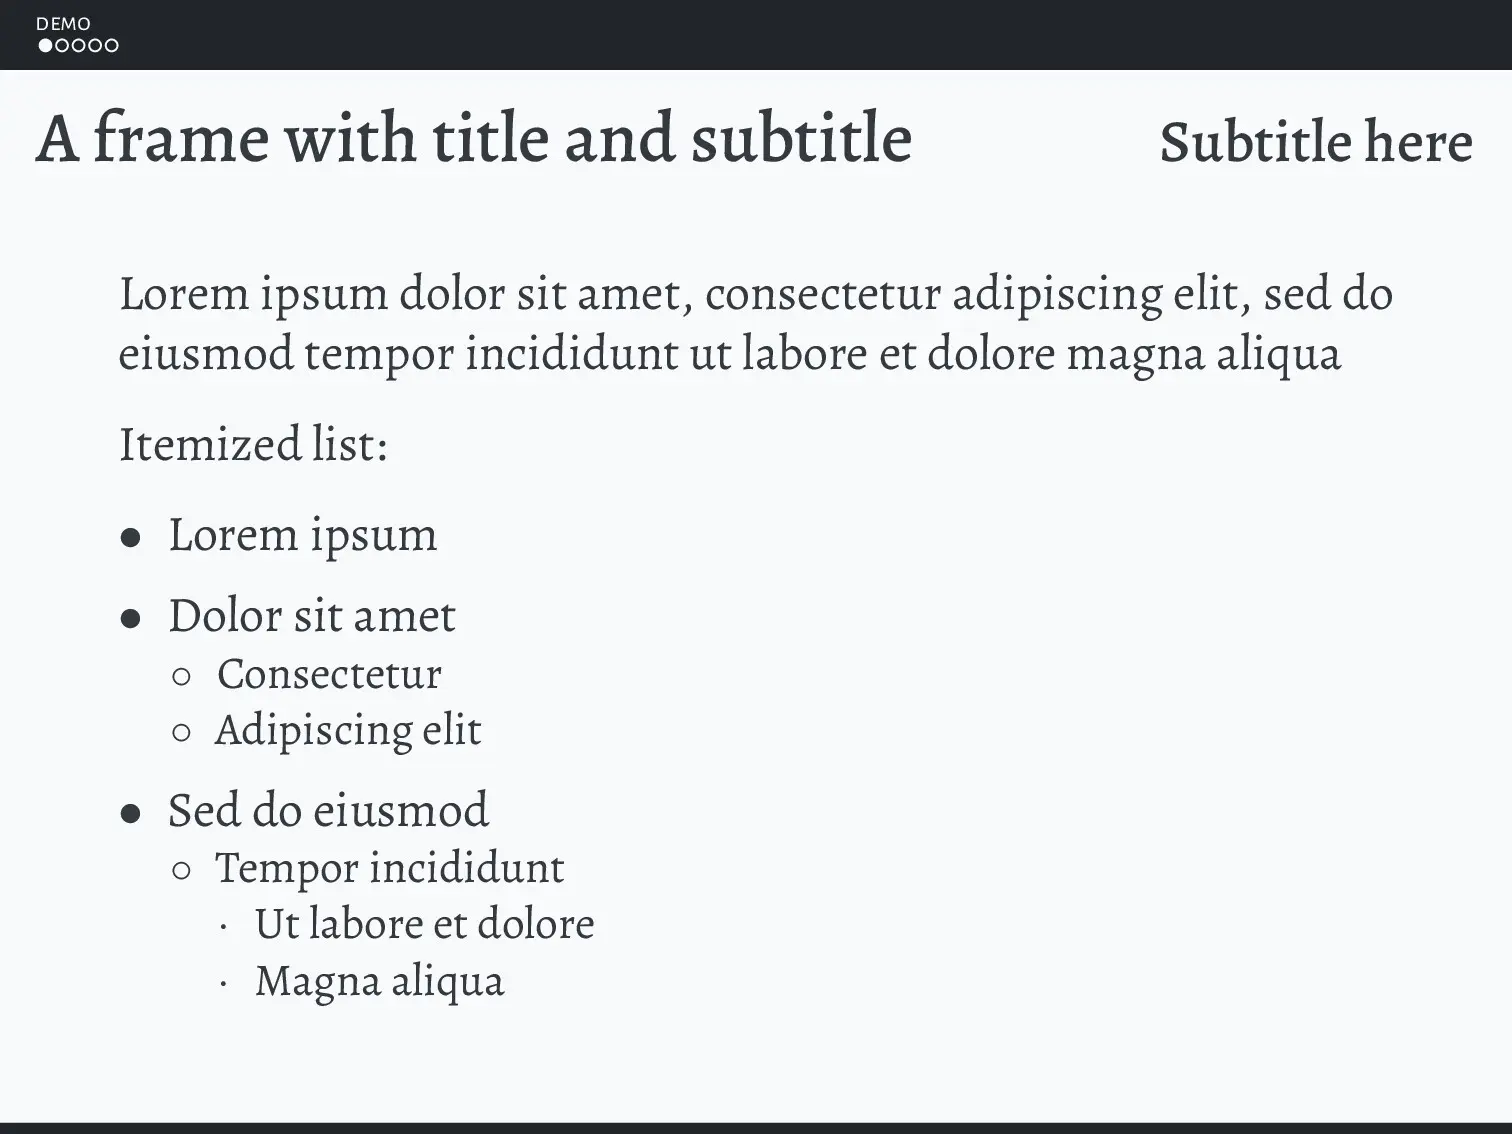 DEMO
A frame with title and subtitle
Subtitle here
Lorem ipsum dolor sit amet, consectetur adipiscing elit, sed do
eiusmod tempor incididunt ut labore et dolore magna aliqua
Itemized list:
● Lorem ipsum
● Dolor sit amet
○ Consectetur
○ Adipiscing elit
● Sed do eiusmod
○ Tempor incididunt
· Ut labore et dolore
· Magna aliqua